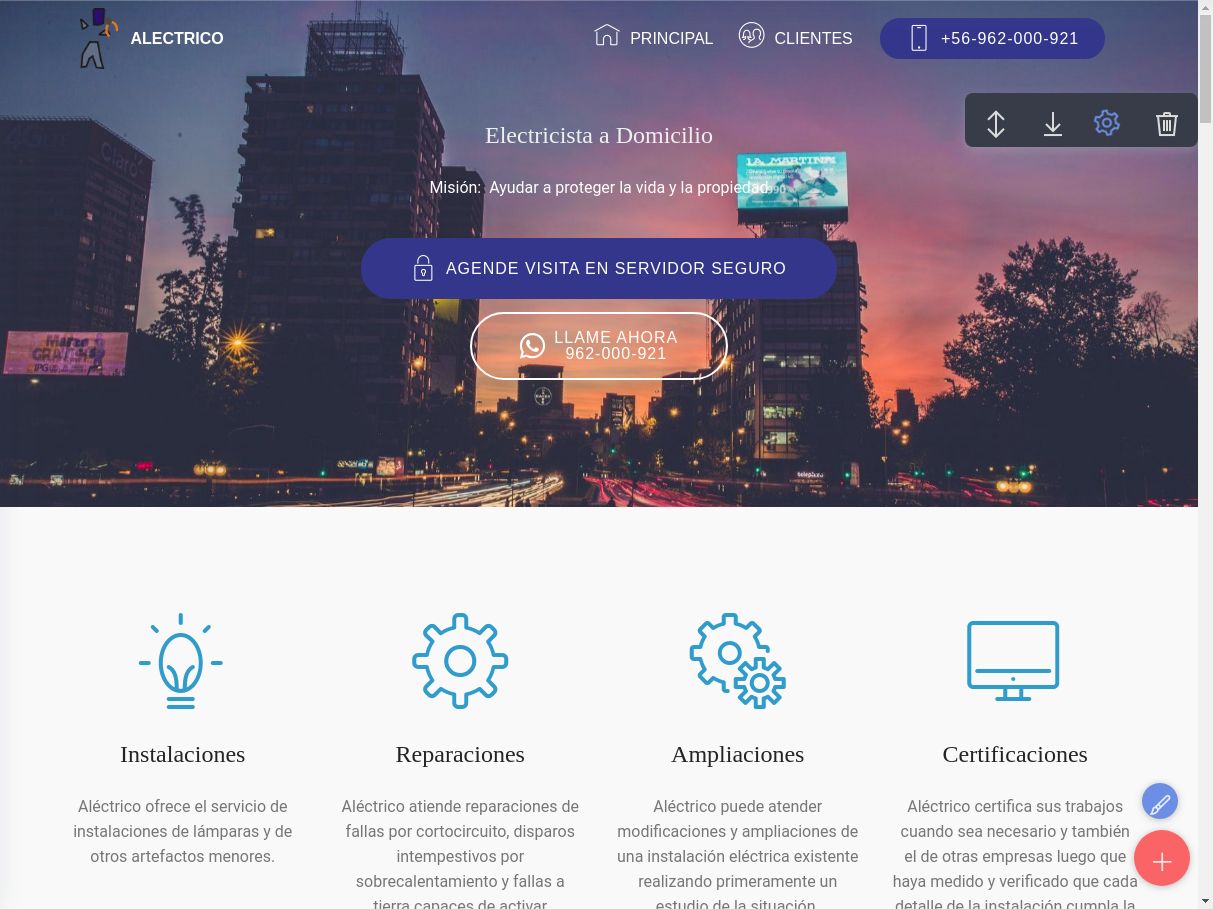 ALECTRICO
PRINCIPAL
CLIENTES
+56-962-000-921
Electricista a Domicilio
Misión:  Ayudar a proteger la vida y la propiedad
LA MARTINA
Claro
AGENDE VISITA EN SERVIDOR SEGURO
LLAME AHORA
962-000-921
IPG
BAYER
Instalaciones
Aléctrico ofrece el servicio de
instalaciones de lámparas y de
otros artefactos menores.
Reparaciones
Aléctrico atiende reparaciones de
fallas por cortocircuito, disparos
intempestivos por
sobrecalentamiento y fallas a
tierra capaces de activar
Ampliaciones
Aléctrico puede atender
modificaciones y ampliaciones de
una instalación eléctrica existente
realizando primeramente un
estudio de la situación
Certificaciones
Aléctrico certifica sus trabajos
cuando sea necesario y también
el de otras empresas luego que
haya medido y verificado que cada
detalle de la instalación cumpla la